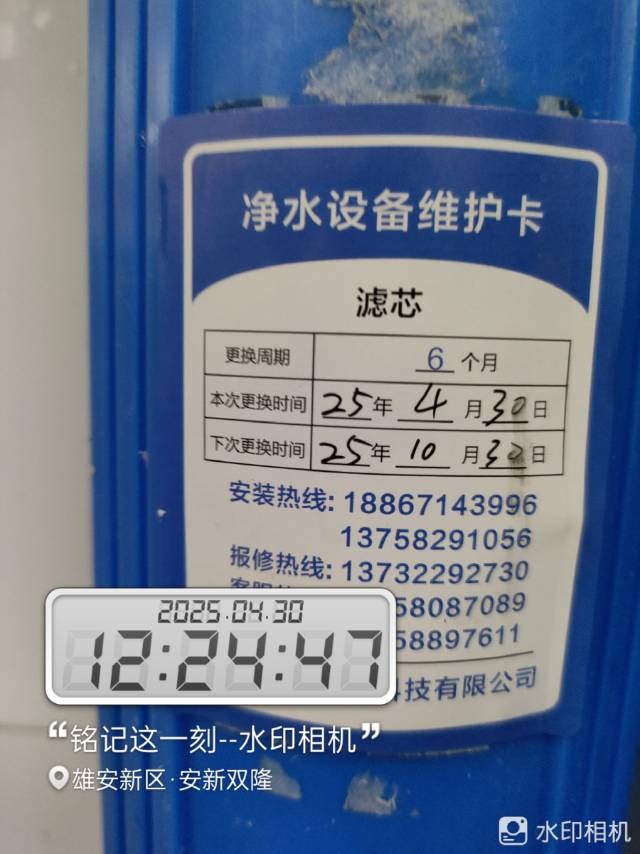 净水设备维护卡
滤芯
更换周期 6 个月
本次更换时间 25年 4 月30日
下次更换时间 25年 10 月30日
安装热线: 18867143996
13758291056
报修热线: 13732292730
58087089
58897611
科技有限公司
2025.04.30
12:24:47
“铭记这一刻--水印相机”
雄安新区·安新双隆
水印相机